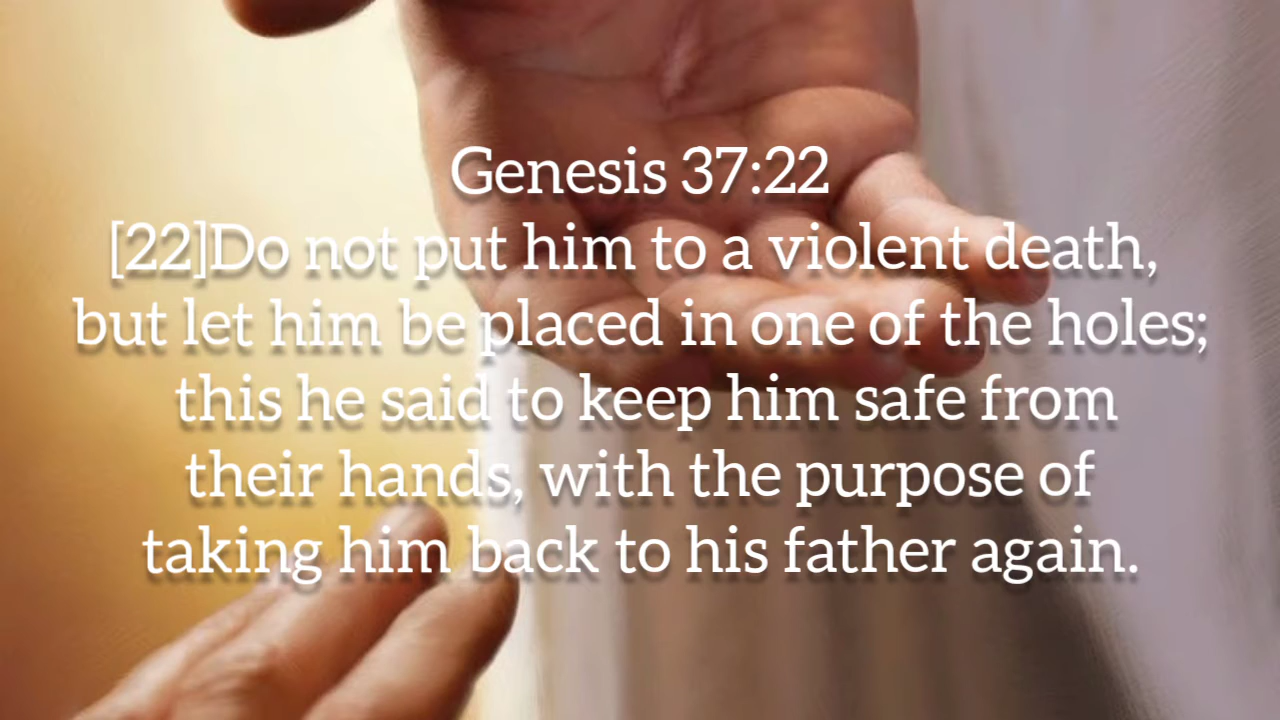 Genesis 37:22
[22]Do not put him to a violent death,
but let him be placed in one of the holes;
this he said to keep him safe from
their hands, with the purpose of
taking him back to his father again.